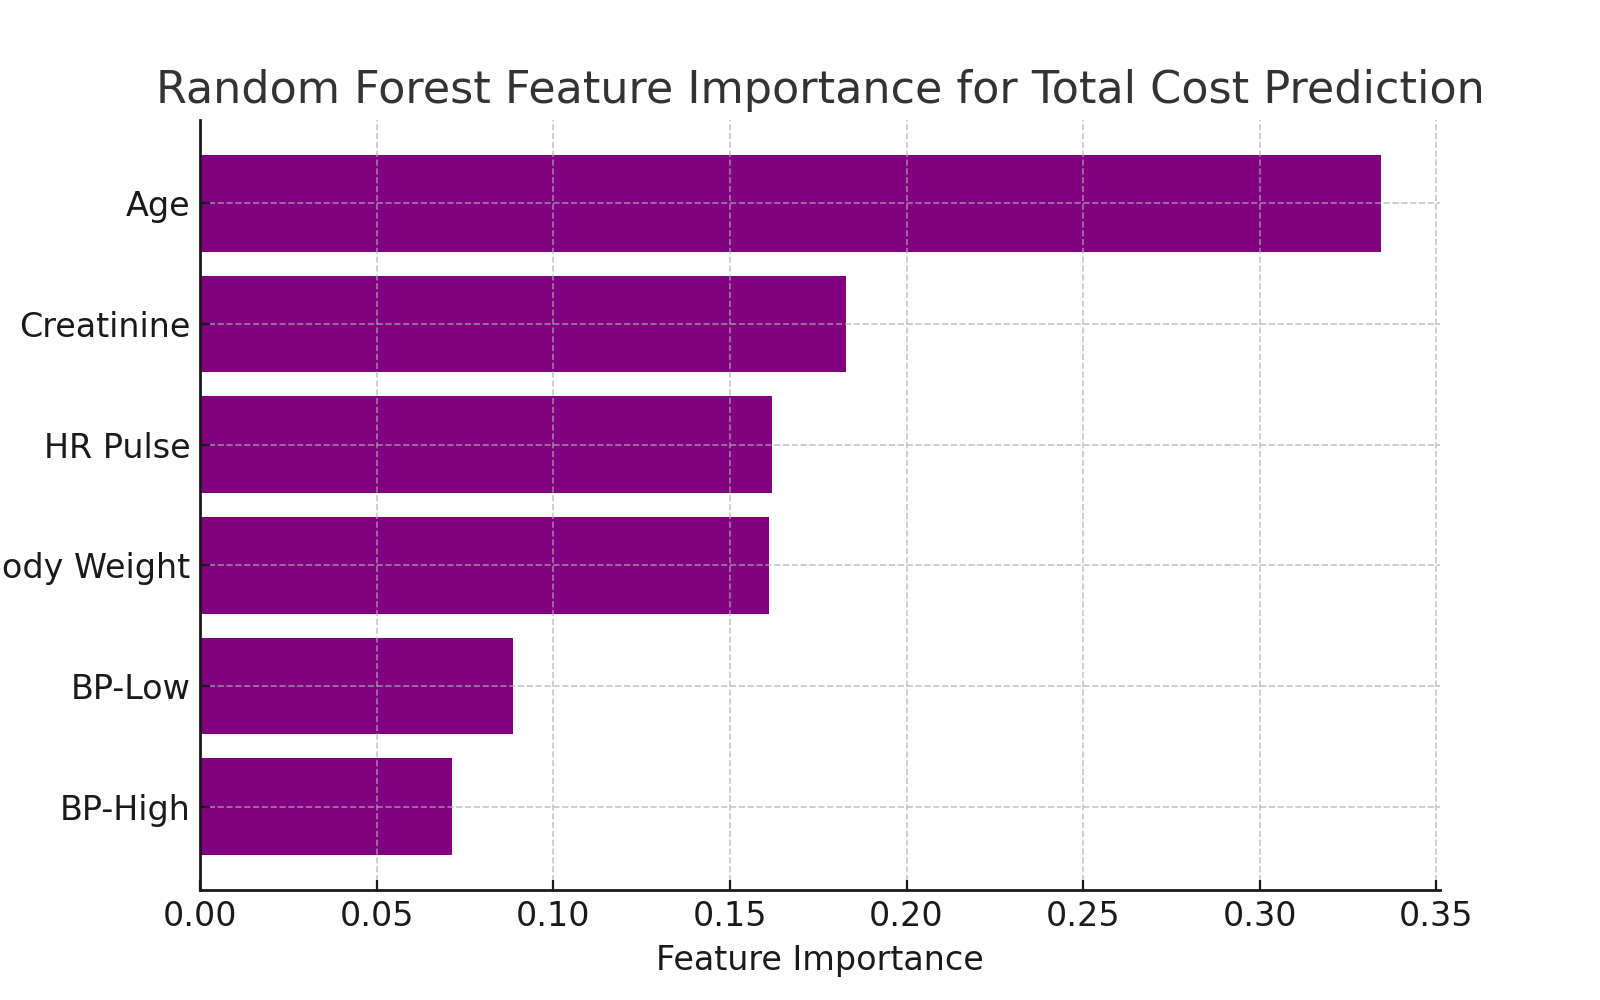 Random Forest Feature Importance for Total Cost Prediction
Age
Creatinine
HR Pulse
ody Weight
BP-Low
BP-High
0.00 0.05 0.10 0.15 0.20 0.25 0.30 0.35
Feature Importance